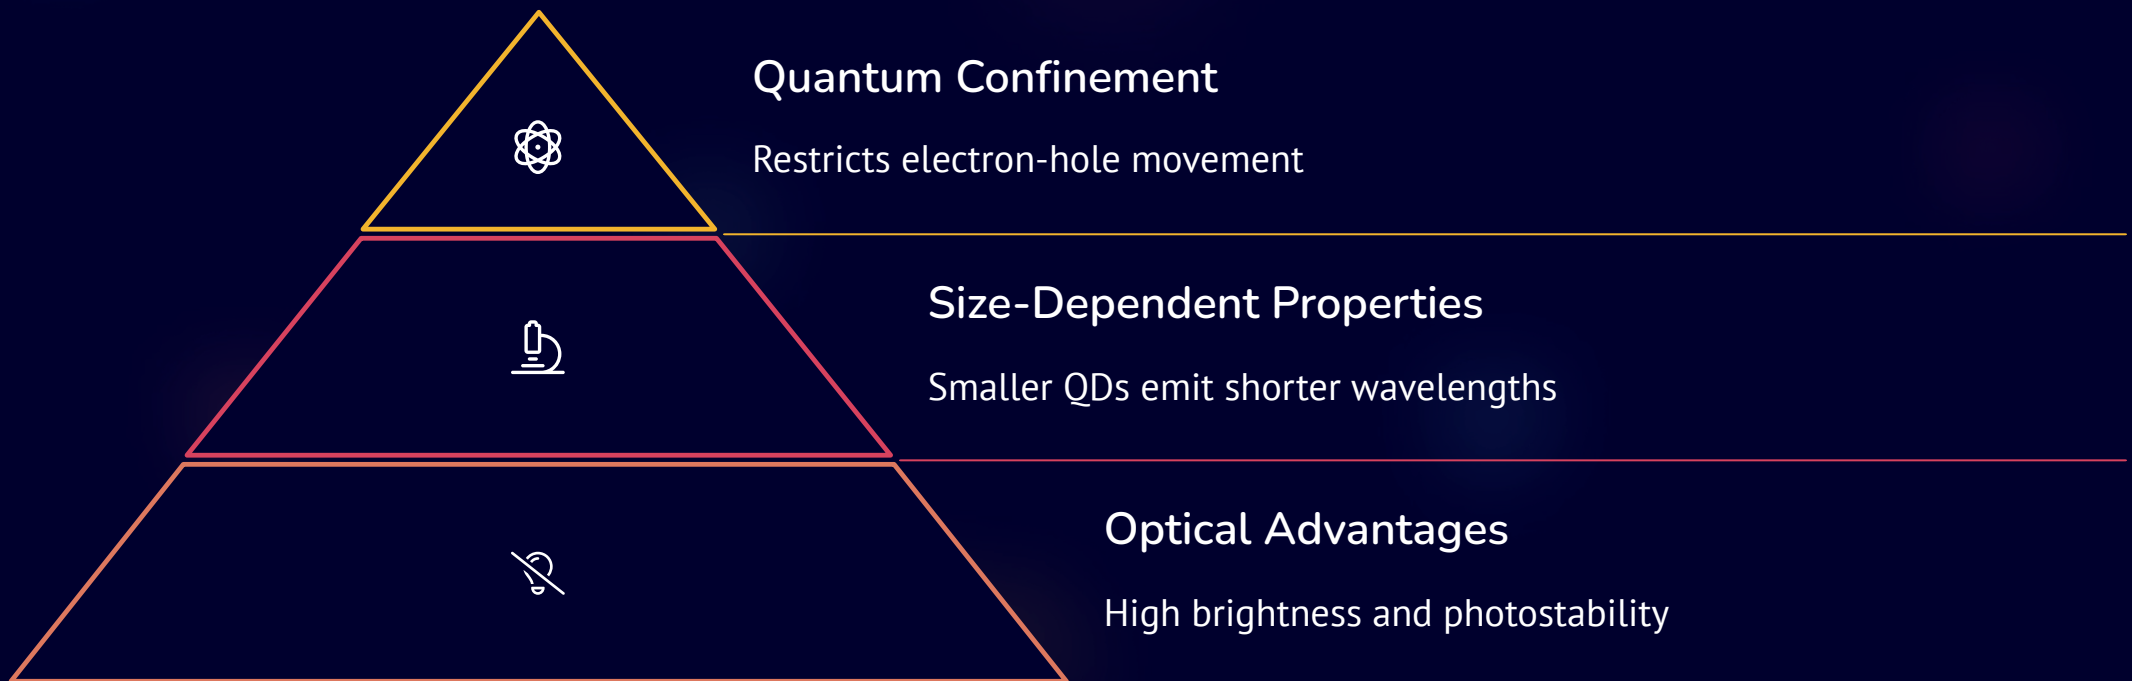 Quantum Confinement
Restricts electron-hole movement
Size-Dependent Properties
Smaller QDs emit shorter wavelengths
Optical Advantages
High brightness and photostability